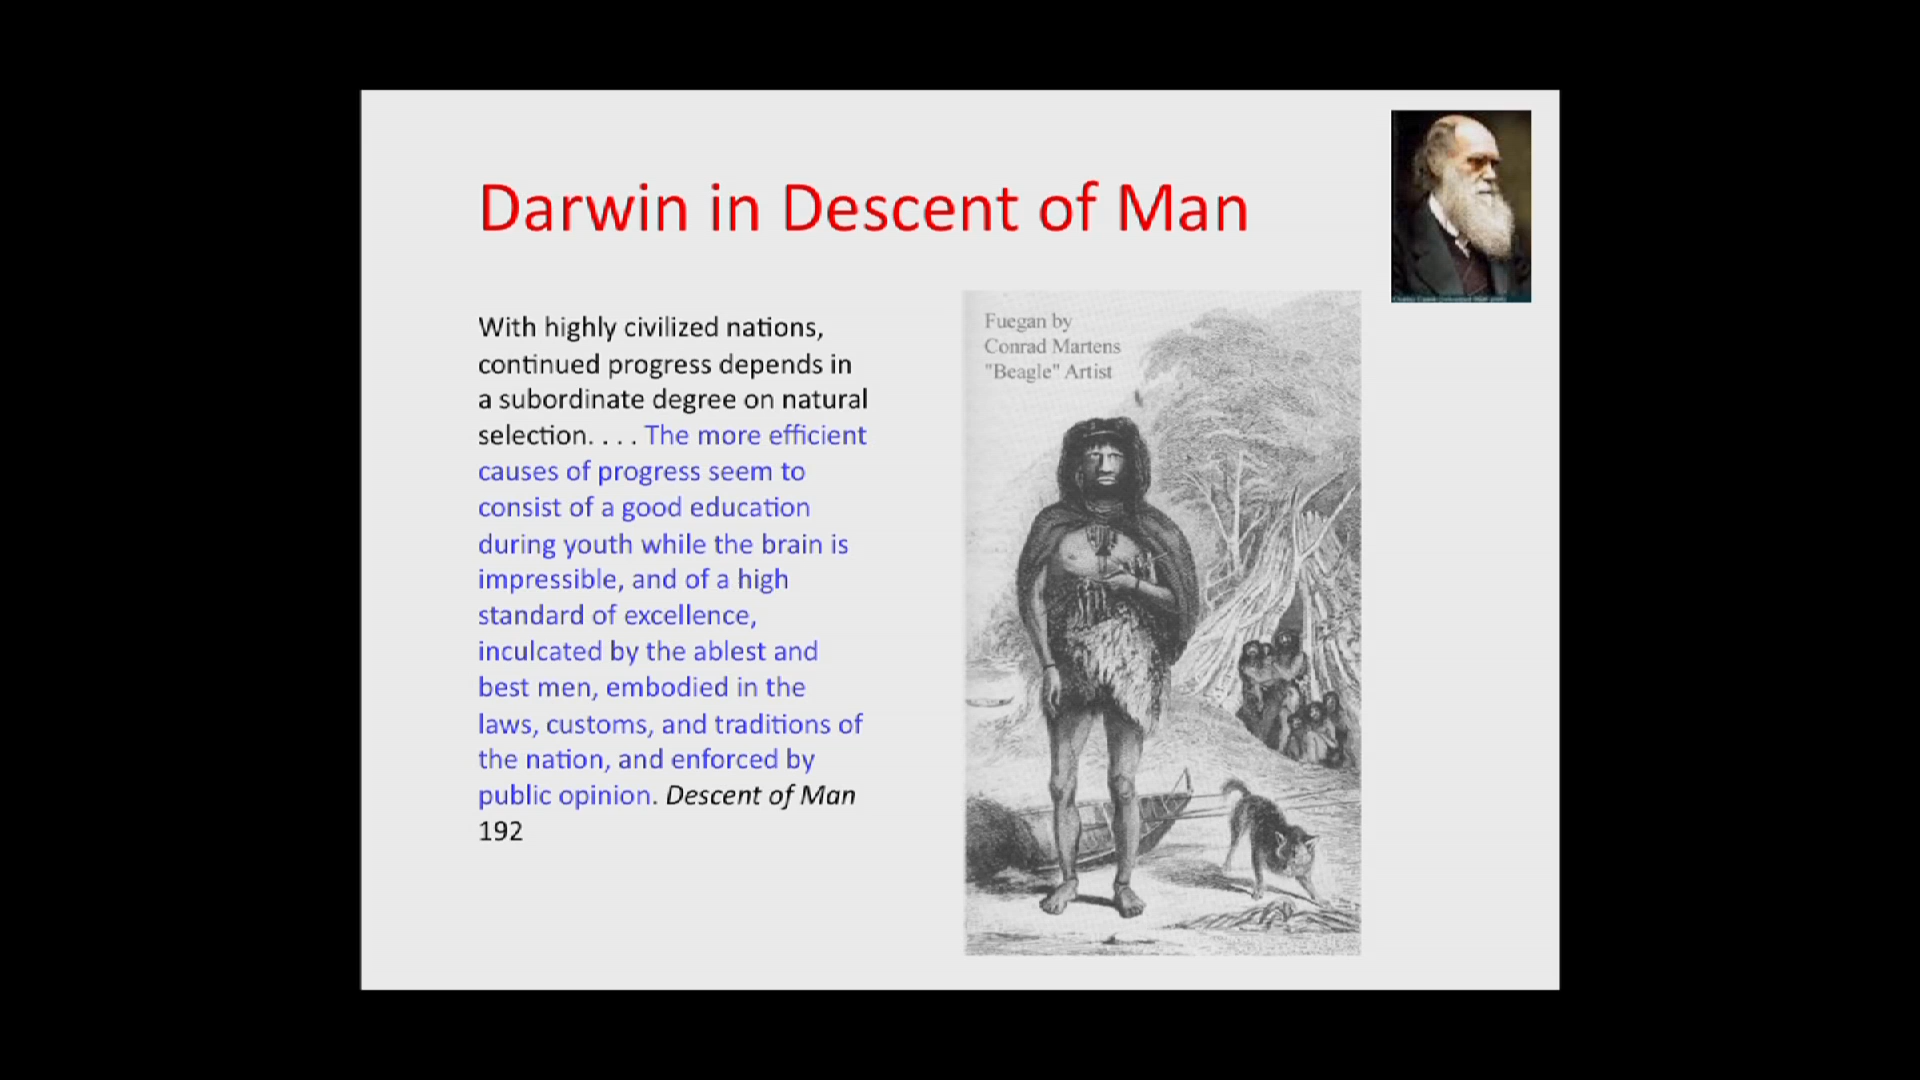 Darwin in Descent of Man
With highly civilized nations,
continued progress depends in
a subordinate degree on natural
selection. . . . The more efficient
causes of progress seem to
consist of a good education
during youth while the brain is
impressible, and of a high
standard of excellence,
inculcated by the ablest and
best men, embodied in the
laws, customs, and traditions of
the nation, and enforced by
public opinion. Descent of Man
192
Fuegan by
Conrad Martens
"Beagle" Artist